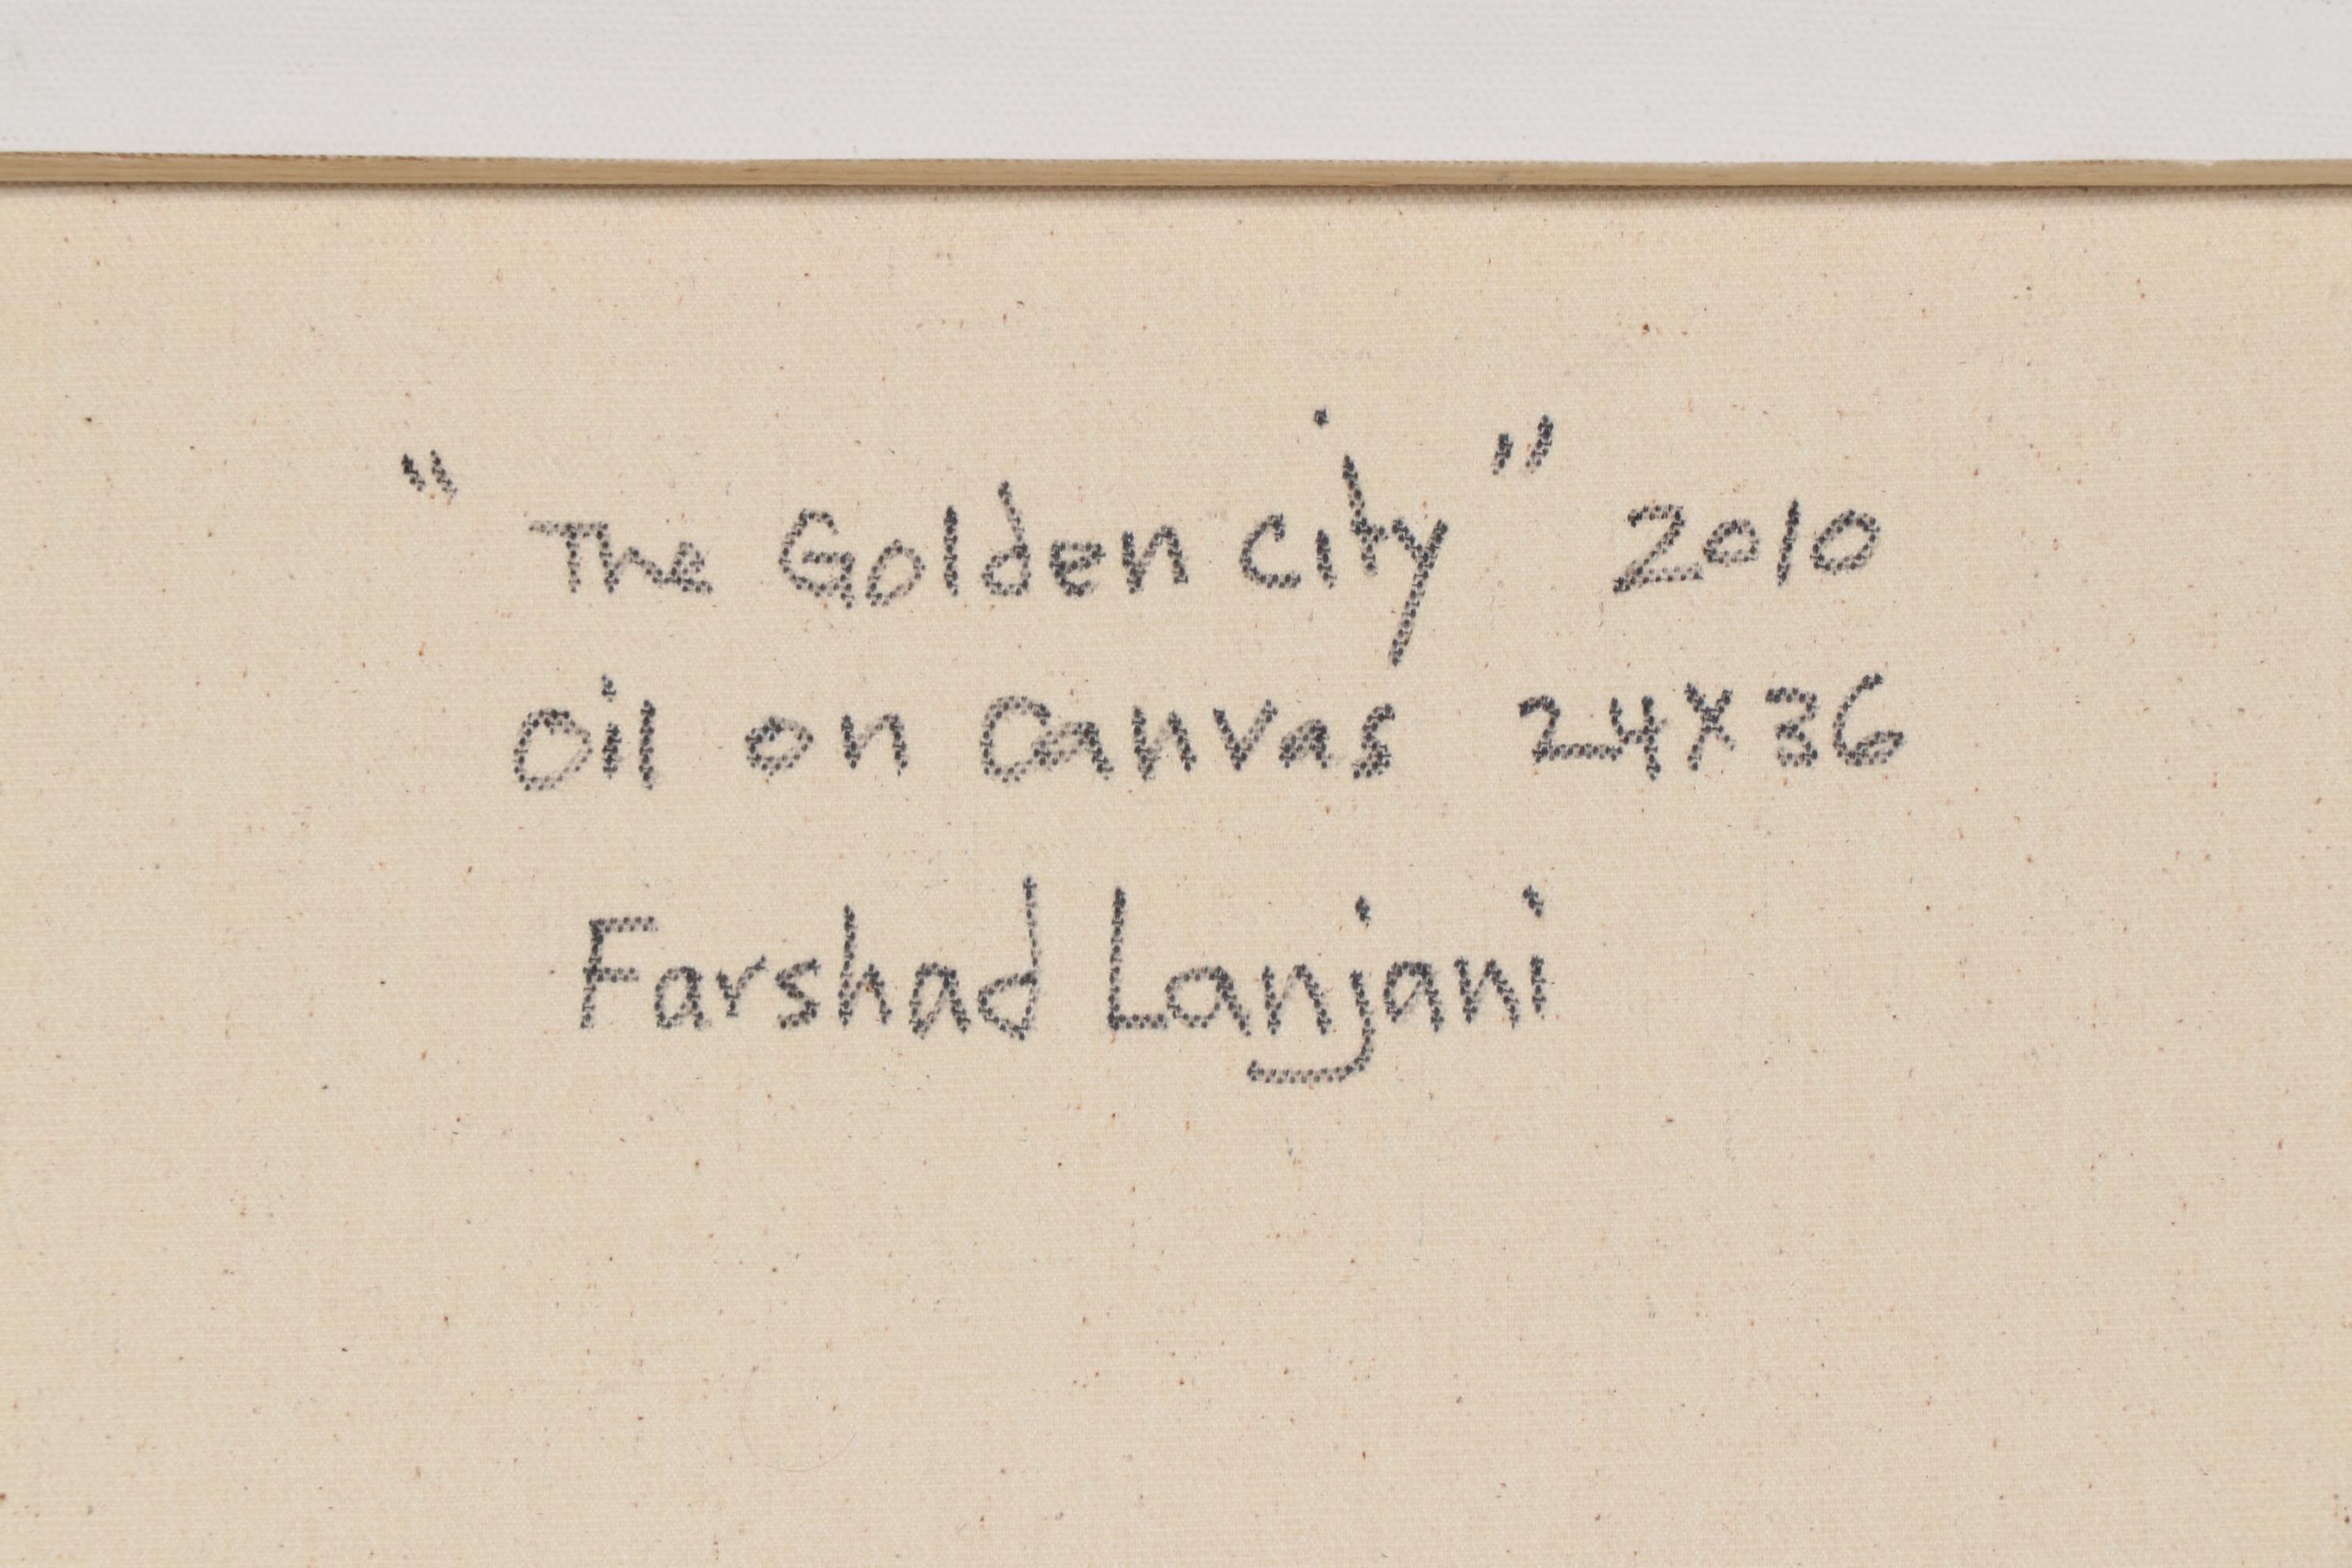 "The Golden city" 2010
Oil on Canvas 24X36
Farshad Lanjani